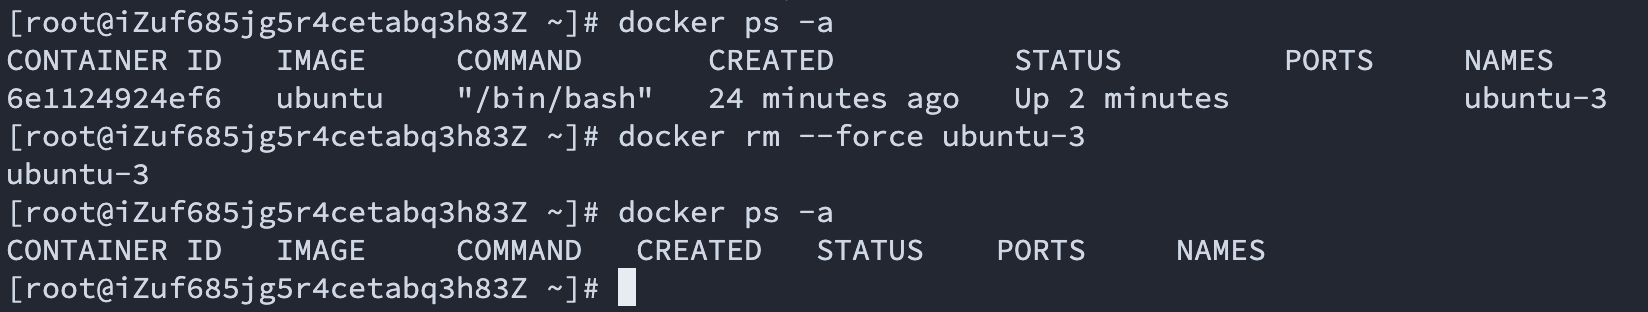 [root@iZuf685jg5r4cetabq3h83Z ~]# docker ps -a
CONTAINER ID   IMAGE     COMMAND       CREATED          STATUS         PORTS     NAMES
6e1124924ef6   ubuntu    "/bin/bash"   24 minutes ago   Up 2 minutes             ubuntu-3
[root@iZuf685jg5r4cetabq3h83Z ~]# docker rm --force ubuntu-3
ubuntu-3
[root@iZuf685jg5r4cetabq3h83Z ~]# docker ps -a
CONTAINER ID   IMAGE     COMMAND   CREATED   STATUS    PORTS     NAMES
[root@iZuf685jg5r4cetabq3h83Z ~]#